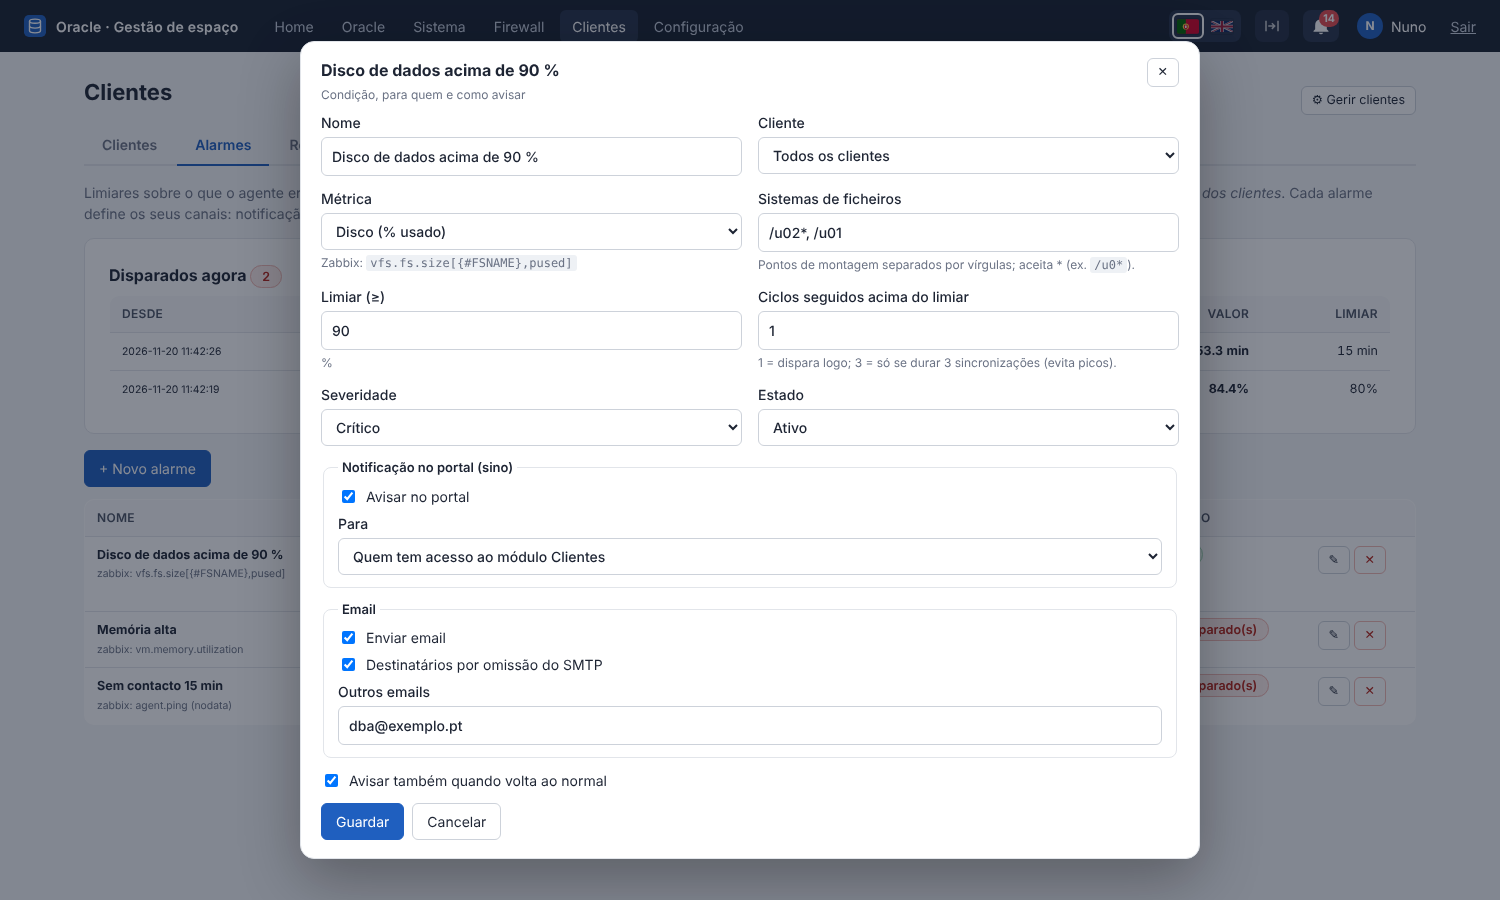 Oracle · Gestão de espaço
Home
Oracle
Sistema
Firewall
Clientes
Configuração
14
N
Nuno
Sair
Clientes
⚙ Gerir clientes
Clientes
Alarmes
Limiares sobre o que o agente
dos clientes. Cada alarme
define os seus canais:
Disparados agora 2
DESDE
VALOR
LIMIAR
2026-11-20 11:42:26
53.3 min
15 min
2026-11-20 11:42:19
84.4%
80%
+ Novo alarme
NOME
Disco de dados acima de 90 %
zabbix: vfs.fs.size[{#FSNAME},pused]
Memória alta
zabbix: vm.memory.utilization
Sem contacto 15 min
zabbix: agent.ping (nodata)
parado(s)
parado(s)
Disco de dados acima de 90 %
Condição, para quem e como avisar
Nome
Disco de dados acima de 90 %
Cliente
Todos os clientes
Métrica
Disco (% usado)
Zabbix: vfs.fs.size[{#FSNAME},pused]
Sistemas de ficheiros
/u02*, /u01
Pontos de montagem separados por vírgulas; aceita * (ex. /u0* ).
Limiar (≥)
90
%
Ciclos seguidos acima do limiar
1
1 = dispara logo; 3 = só se durar 3 sincronizações (evita picos).
Severidade
Crítico
Estado
Ativo
Notificação no portal (sino)
Avisar no portal
Para
Quem tem acesso ao módulo Clientes
Email
Enviar email
Destinatários por omissão do SMTP
Outros emails
dba@exemplo.pt
Avisar também quando volta ao normal
Guardar
Cancelar